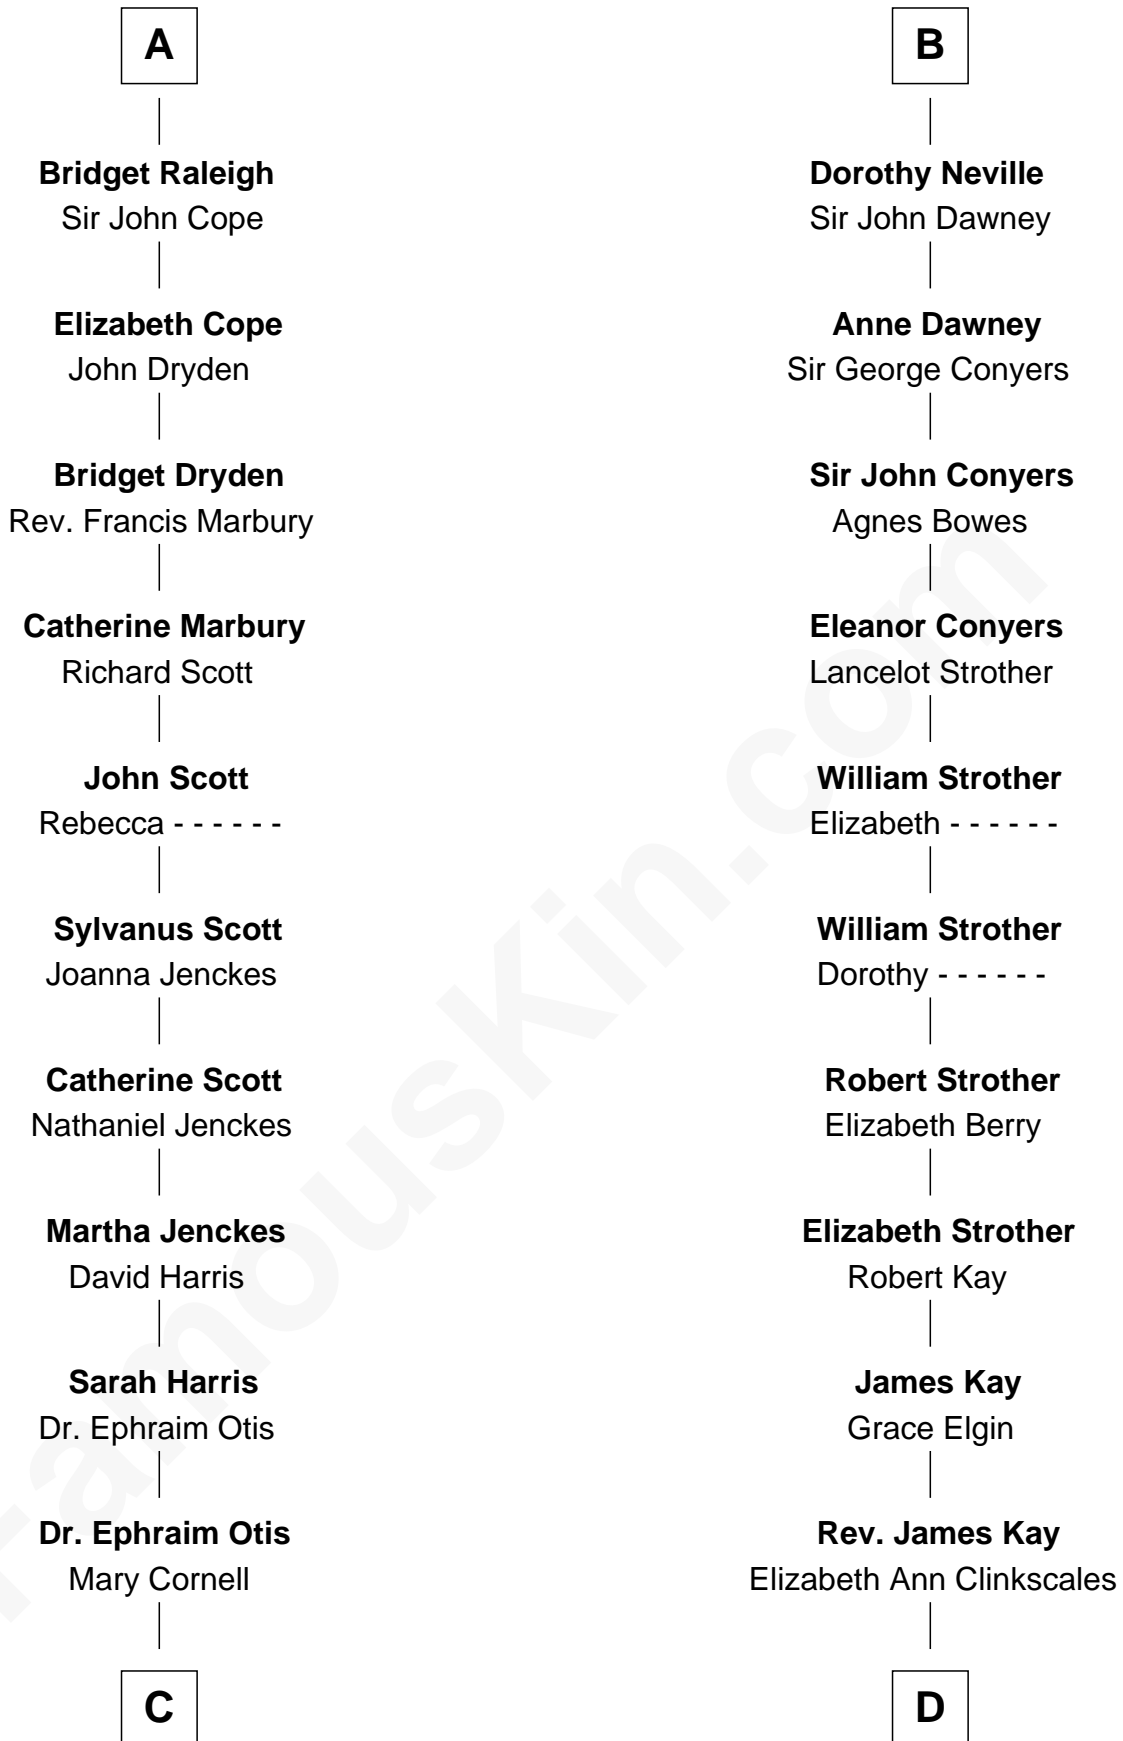 A
Bridget Raleigh
Sir John Cope
Elizabeth Cope
John Dryden
Bridget Dryden
Rev. Francis Marbury
Catherine Marbury
Richard Scott
John Scott
Rebecca - - - - - -
Sylvanus Scott
Joanna Jenckes
Catherine Scott
Nathaniel Jenckes
Martha Jenckes
David Harris
Sarah Harris
Dr. Ephraim Otis
Dr. Ephraim Otis
Mary Cornell
C
B
Dorothy Neville
Sir John Dawney
Anne Dawney
Sir George Conyers
Sir John Conyers
Agnes Bowes
Eleanor Conyers
Lancelot Strother
William Strother
Elizabeth - - - - - -
William Strother
Dorothy - - - - - -
Robert Strother
Elizabeth Berry
Elizabeth Strother
Robert Kay
James Kay
Grace Elgin
Rev. James Kay
Elizabeth Ann Clinkscales
D
FamousKin.com